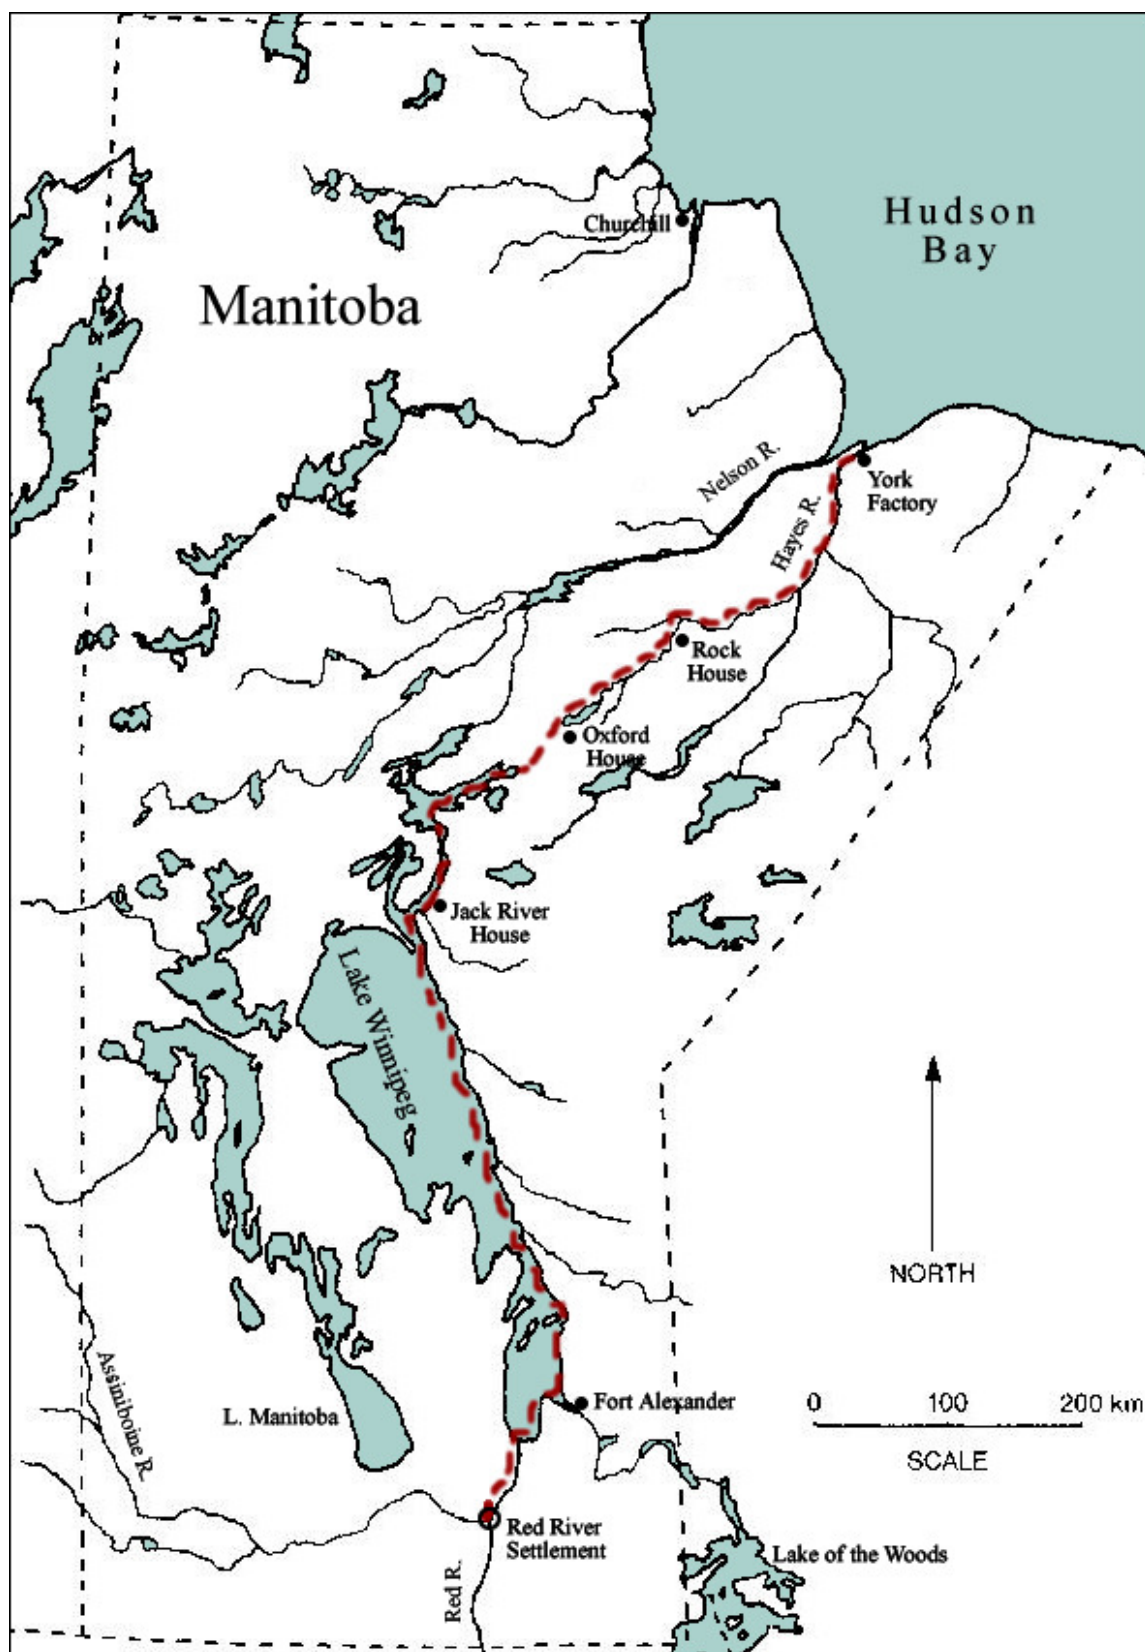 Hudson
Bay
Churchill
Manitoba
Nelson R.
York
Factory
Hayes R.
Rock
House
Oxford
House
Jack River
House
Lake Winnipeg
NORTH
Assiniboine R.
L. Manitoba
Fort Alexander
0 100 200 km
SCALE
Red River
Settlement
Lake of the Woods
Red R.